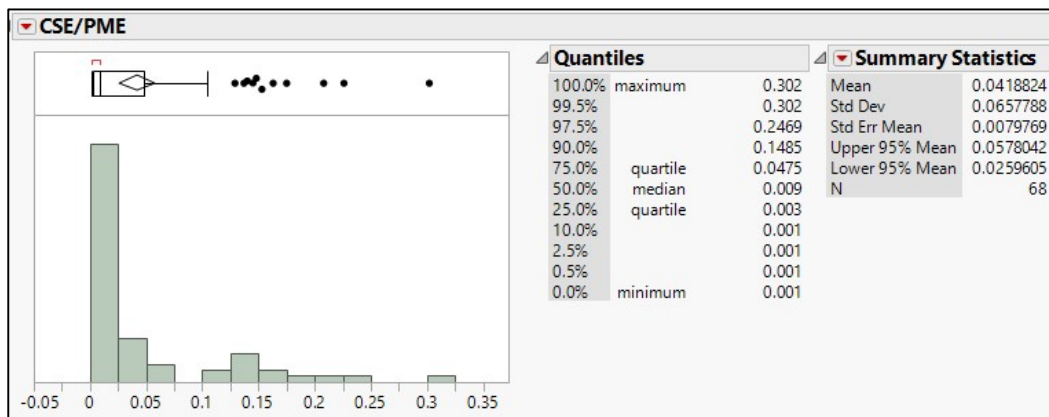 CSE/PME
-0.05 0 0.05 0.1 0.15 0.2 0.25 0.3 0.35
Quantiles
100.0% maximum 0.302
99.5% 0.302
97.5% 0.2469
90.0% 0.1485
75.0% quartile 0.0475
50.0% median 0.009
25.0% quartile 0.003
10.0% 0.001
2.5% 0.001
0.5% 0.001
0.0% minimum 0.001
Summary Statistics
Mean 0.0418824
Std Dev 0.0657788
Std Err Mean 0.0079769
Upper 95% Mean 0.0578042
Lower 95% Mean 0.0259605
N 68